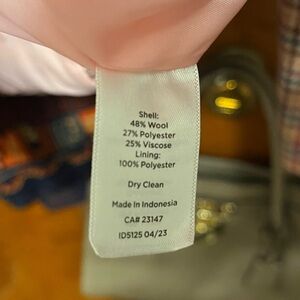 Shell:
48% Wool
27% Polyester
25% Viscose
Lining:
100% Polyester
Dry Clean
Made in Indonesia
CA# 23147
ID5125 04/23